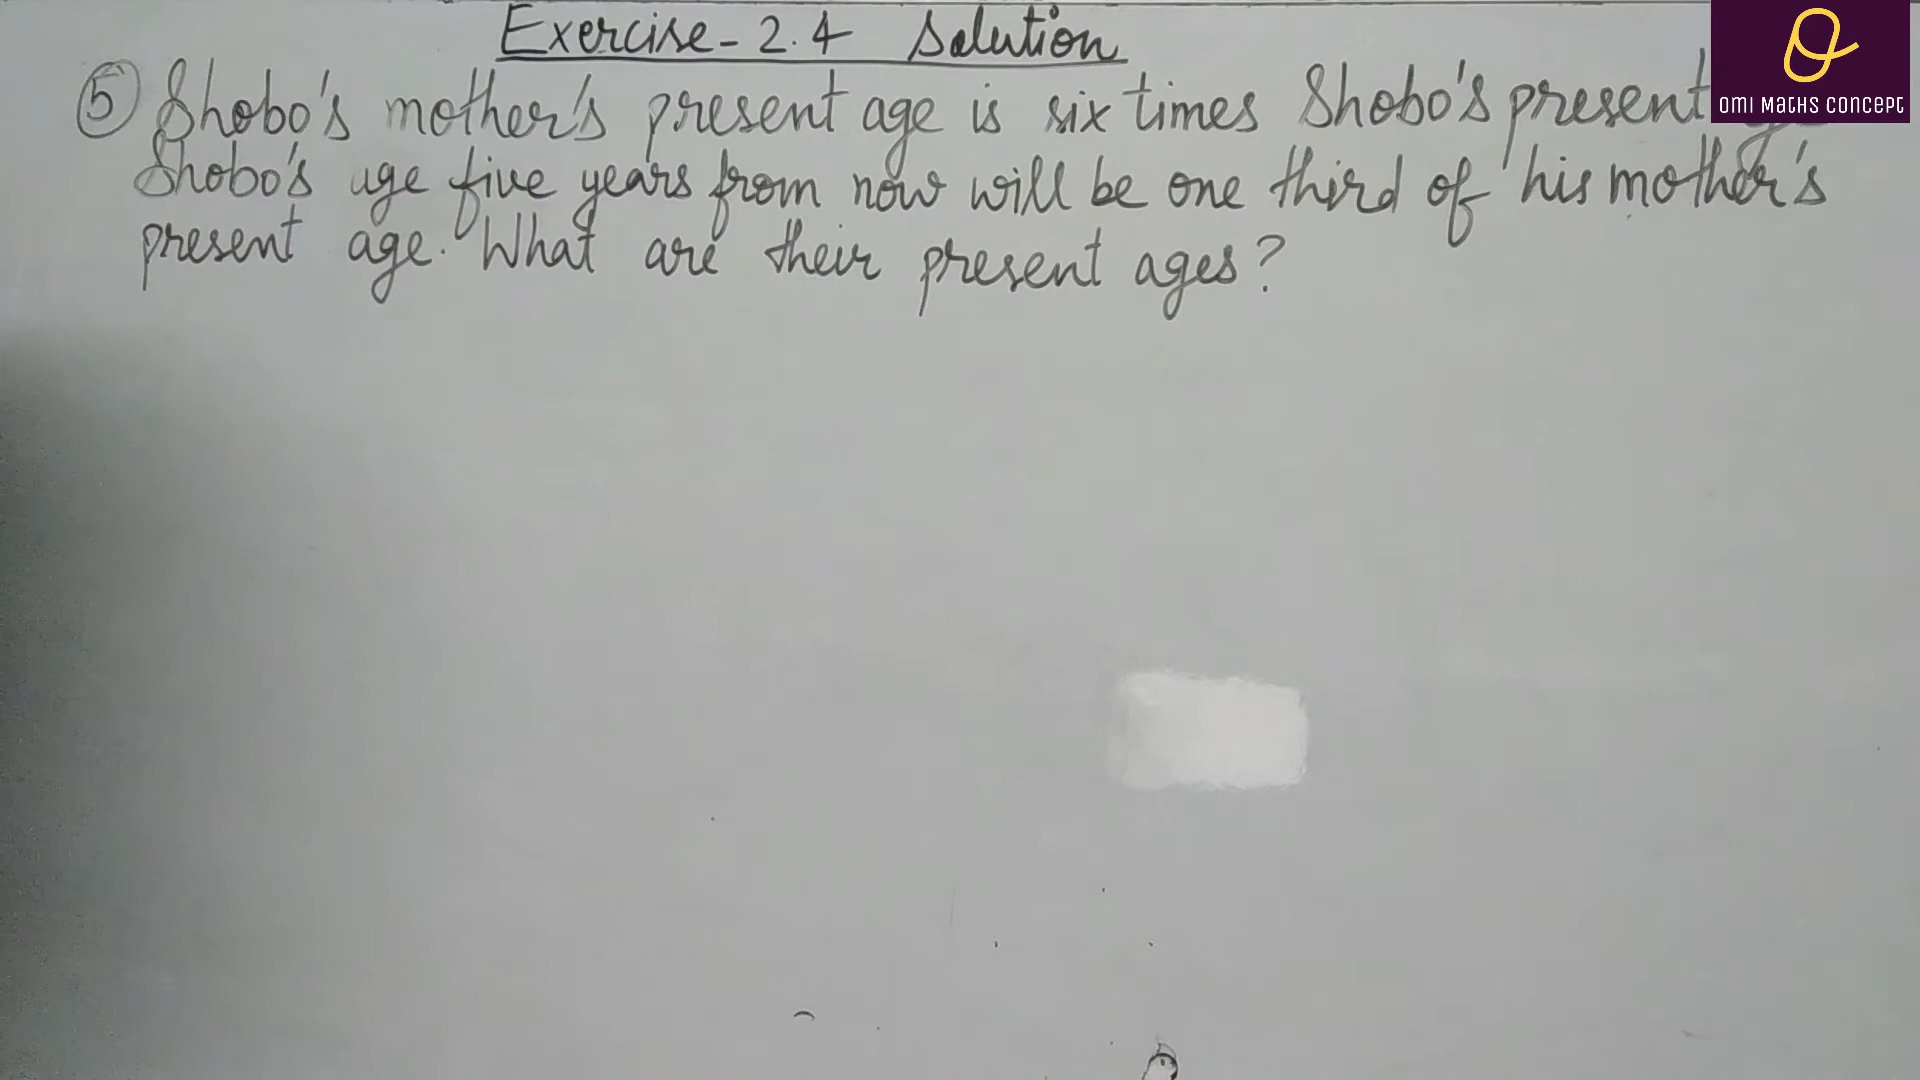 Exercise - 2.4 Solution
OMI MATHS CONCEPT
⑤ Shobo's mother's present age is six times Shobo's present
Shobo's age five years from now will be one third of his mother's
present age. What are their present ages?